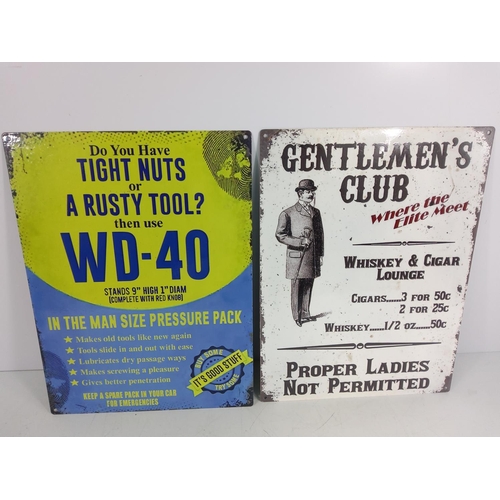 Do You Have
TIGHT NUTS
or
A RUSTY TOOL?
then use
WD-40
STANDS 9" HIGH 1" DIAM
(COMPLETE WITH RED KNOB)
IN THE MAN SIZE PRESSURE PACK
★ Makes old tools like new again
★ Tools slide in and out with ease
★ Lubricates dry passage ways
★ Makes screwing a pleasure
★ Gives better penetration
KEEP A SPARE PACK IN YOUR CAR
FOR EMERGENCIES
BUY SOME
IT'S GOOD STUFF
TRY SOME
GENTLEMEN'S
CLUB
Where the
Elite Meet
WHISKEY & CIGAR
LOUNGE
CIGARS....3 FOR 50c
2 FOR 25c
WHISKEY......1/2 oz.....50c
PROPER LADIES
NOT PERMITTED